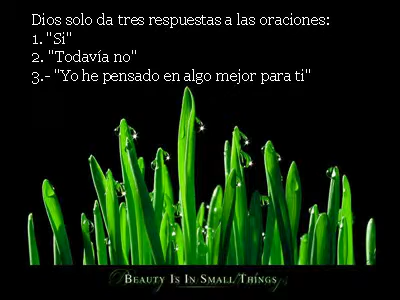 Dios solo da tres respuestas a las oraciones:
1. "Si"
2. "Todavía no"
3.- "Yo he pensado en algo mejor para ti"
BEAUTY IS IN SMALL THINGS